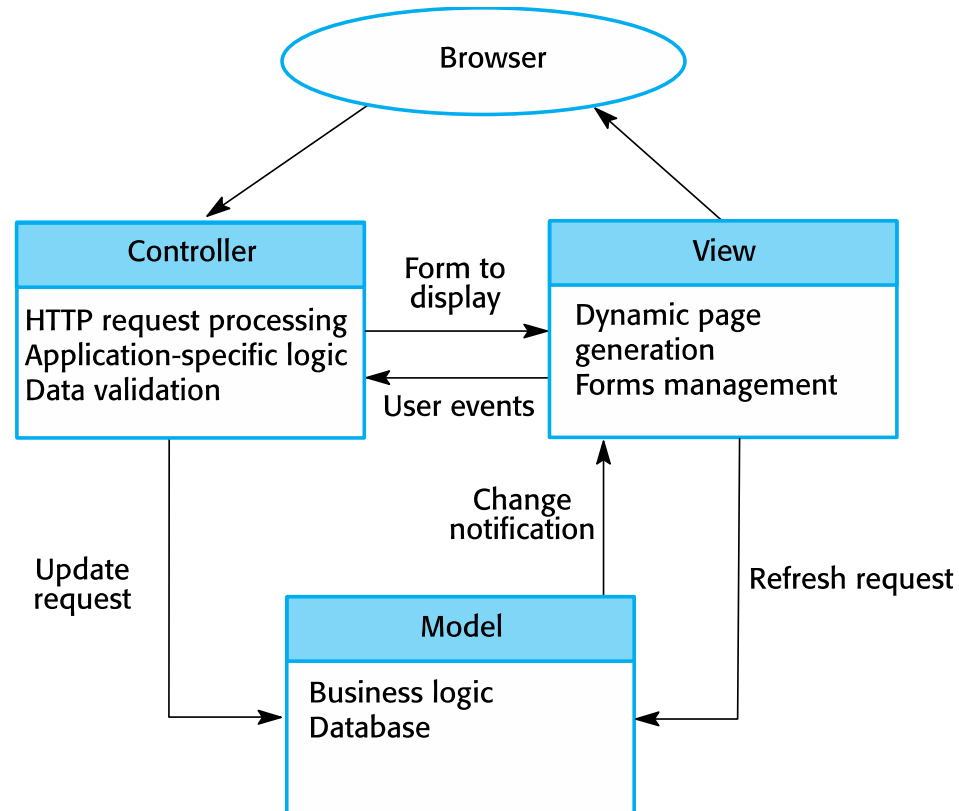 Browser
Controller
HTTP request processing
Application-specific logic
Data validation
Form to
display
User events
View
Dynamic page
generation
Forms management
Update
request
Change
notification
Refresh request
Model
Business logic
Database